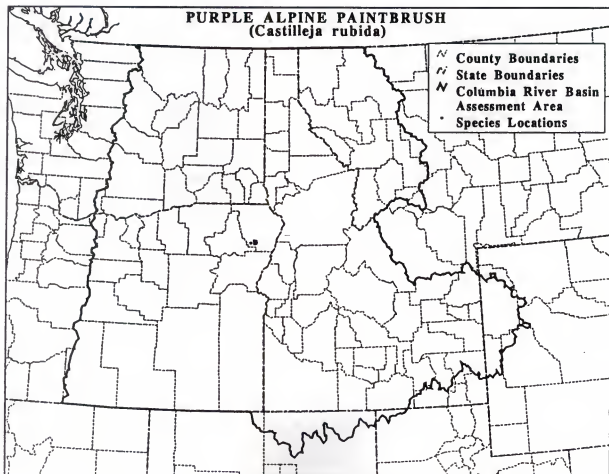 PURPLE ALPINE PAINTBRUSH
(Castilleja rubida)
County Boundaries
State Boundaries
Columbia River Basin
Assessment Area
Species Locations